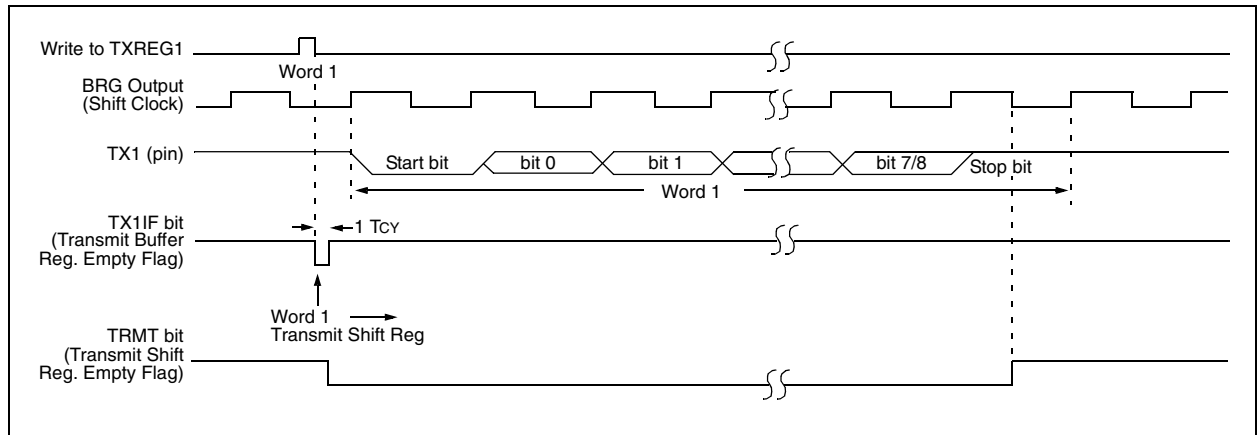 Write to TXREG1
Word 1
BRG Output
(Shift Clock)
TX1 (pin)
Start bit
bit 0
bit 1
bit 7/8
Stop bit
Word 1
TX1IF bit
(Transmit Buffer
Reg. Empty Flag)
1 TCY
Word 1
Transmit Shift Reg
TRMT bit
(Transmit Shift
Reg. Empty Flag)